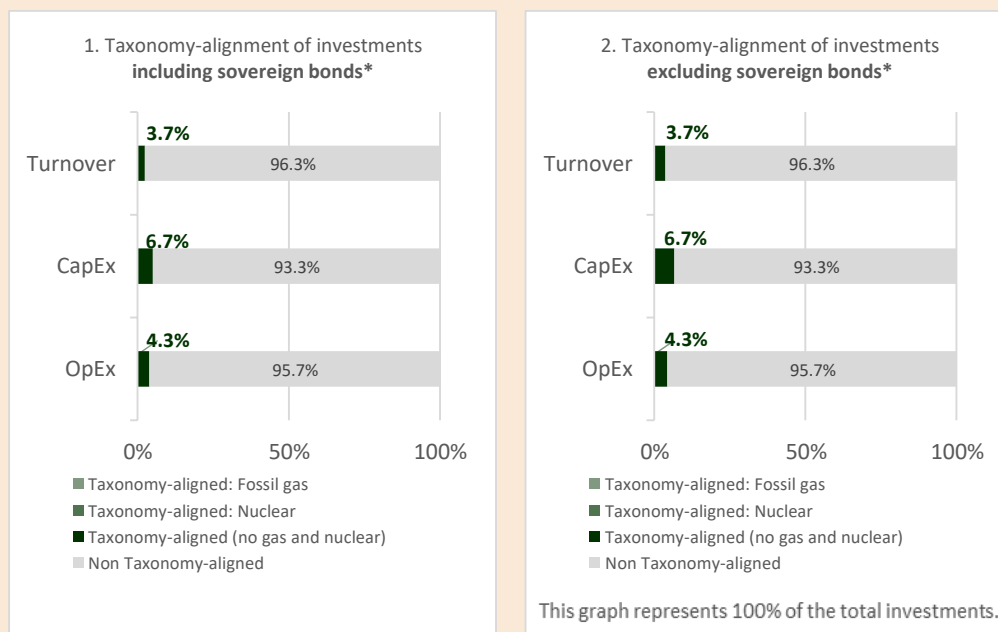 1. Taxonomy-alignment of investments
including sovereign bonds*
3.7%
Turnover
96.3%
6.7%
CapEx
93.3%
4.3%
OpEx
95.7%
0%
50%
100%
Taxonomy-aligned: Fossil gas
Taxonomy-aligned: Nuclear
Taxonomy-aligned (no gas and nuclear)
Non Taxonomy-aligned
2. Taxonomy-alignment of investments
excluding sovereign bonds*
3.7%
Turnover
96.3%
6.7%
CapEx
93.3%
4.3%
OpEx
95.7%
0%
50%
100%
Taxonomy-aligned: Fossil gas
Taxonomy-aligned: Nuclear
Taxonomy-aligned (no gas and nuclear)
Non Taxonomy-aligned
This graph represents 100% of the total investments.